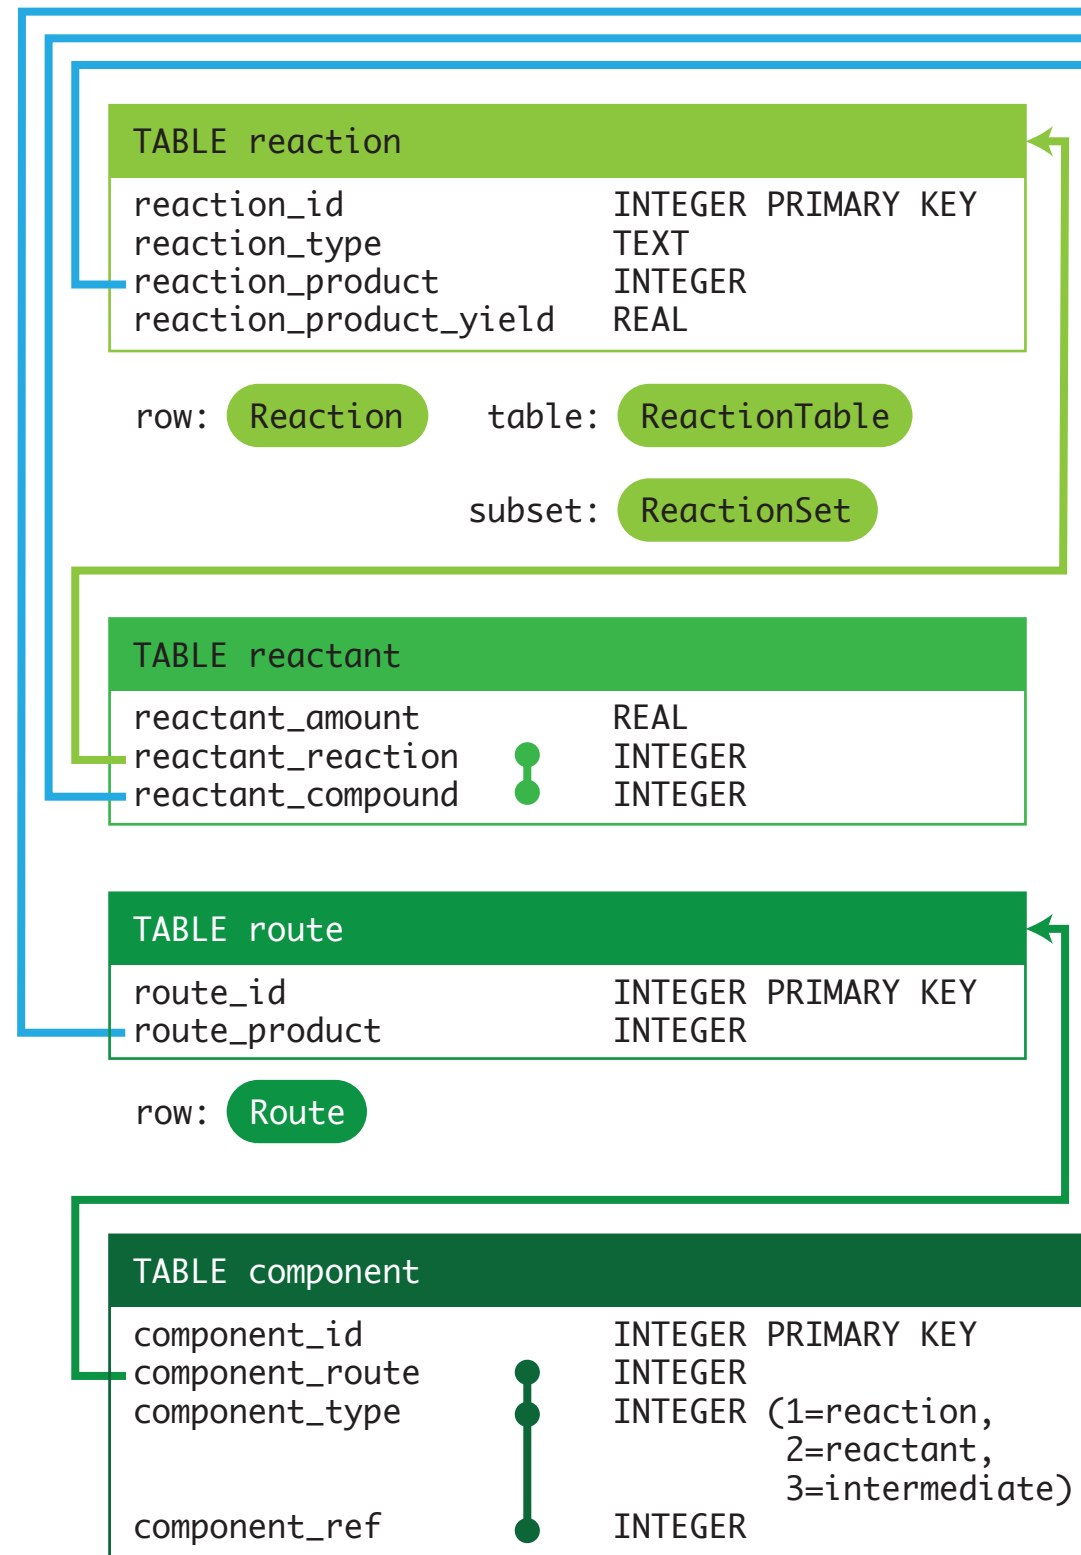 TABLE reaction
reaction_id INTEGER PRIMARY KEY
reaction_type TEXT
reaction_product INTEGER
reaction_product_yield REAL
row: Reaction table: ReactionTable
subset: ReactionSet
TABLE reactant
reactant_amount REAL
reactant_reaction INTEGER
reactant_compound INTEGER
TABLE route
route_id INTEGER PRIMARY KEY
route_product INTEGER
row: Route
TABLE component
component_id INTEGER PRIMARY KEY
component_route INTEGER
component_type INTEGER (1=reaction,
2=reactant,
3=intermediate)
component_ref INTEGER